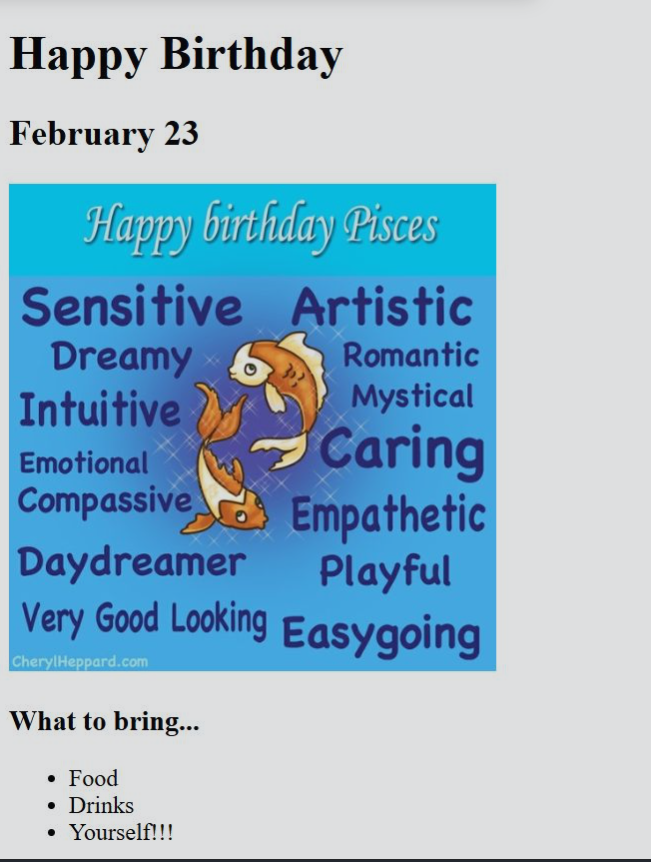 Happy Birthday
February 23
Happy birthday Pisces
Sensitive Artistic
Dreamy Romantic
Intuitive Mystical
Emotional Caring
Compassive Empathetic
Daydreamer Playful
Very Good Looking Easygoing
CherylHeppard.com
What to bring...
Food
Drinks
Yourself!!!